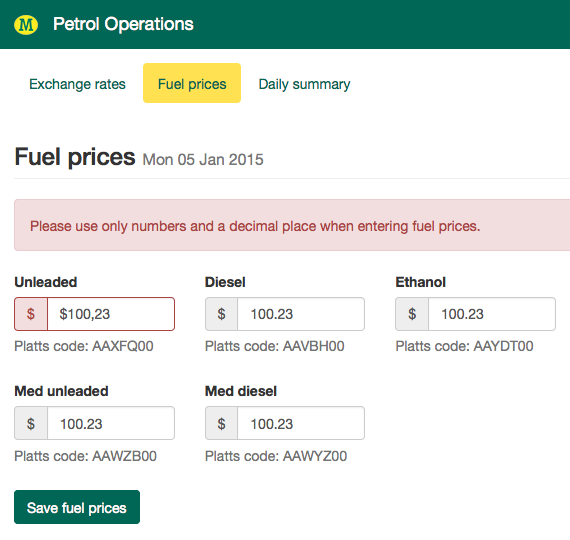 M Petrol Operations
Exchange rates Fuel prices Daily summary
Fuel prices Mon 05 Jan 2015
Please use only numbers and a decimal place when entering fuel prices.
Unleaded Diesel Ethanol
$ $100,23 $ 100.23 $ 100.23
Platts code: AAXFQ00 Platts code: AAVBH00 Platts code: AAYDT00
Med unleaded Med diesel
$ 100.23 $ 100.23
Platts code: AAWZB00 Platts code: AAWYZ00
Save fuel prices